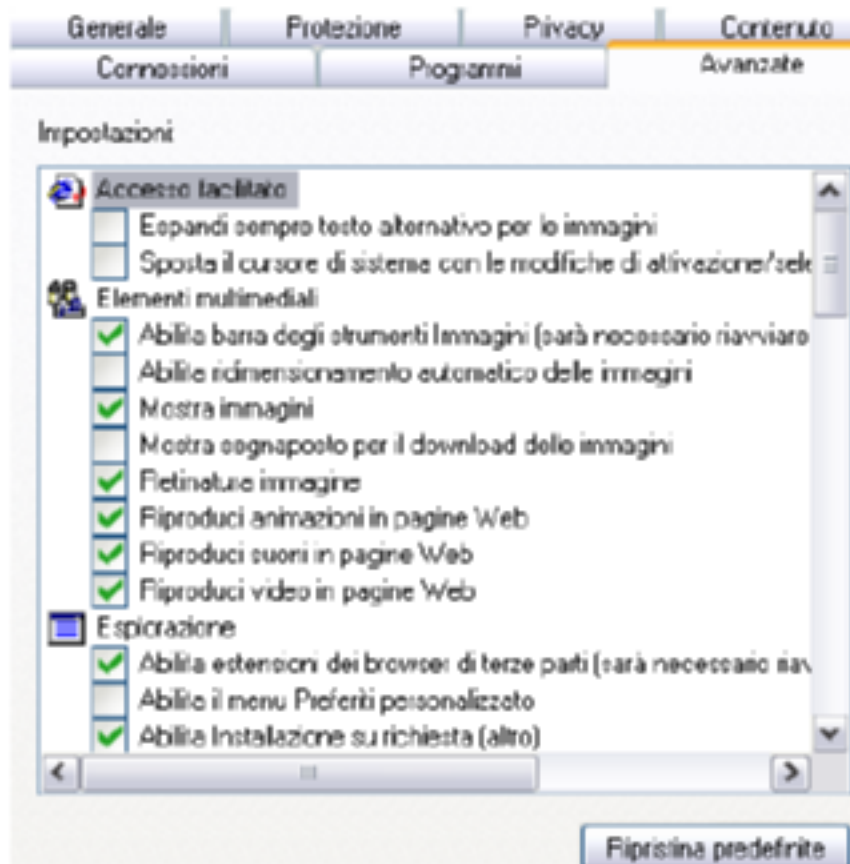 Generale Protezione Privacy Contenuto
Connessioni Programmi Avanzate
Impostazioni
Accesso facilitato
Espandi sempre testo alternativo per le immagini
Sposta il cursore di sistema con le modifiche di attivazione/sele
Elementi multimediali
Abilita barra degli strumenti Immagini (sarà necessario riavviare
Abilita ridimensionamento automatico delle immagini
Mostra immagini
Mostra segnaposto per il download delle immagini
Retinatura immagine
Riproduci animazioni in pagine Web
Riproduci suoni in pagine Web
Riproduci video in pagine Web
Esplorazione
Abilita estensioni dei browser di terze parti (sarà necessario riav
Abilita il menu Preferiti personalizzato
Abilita Installazione su richiesta (altro)
Ripristina predefinite